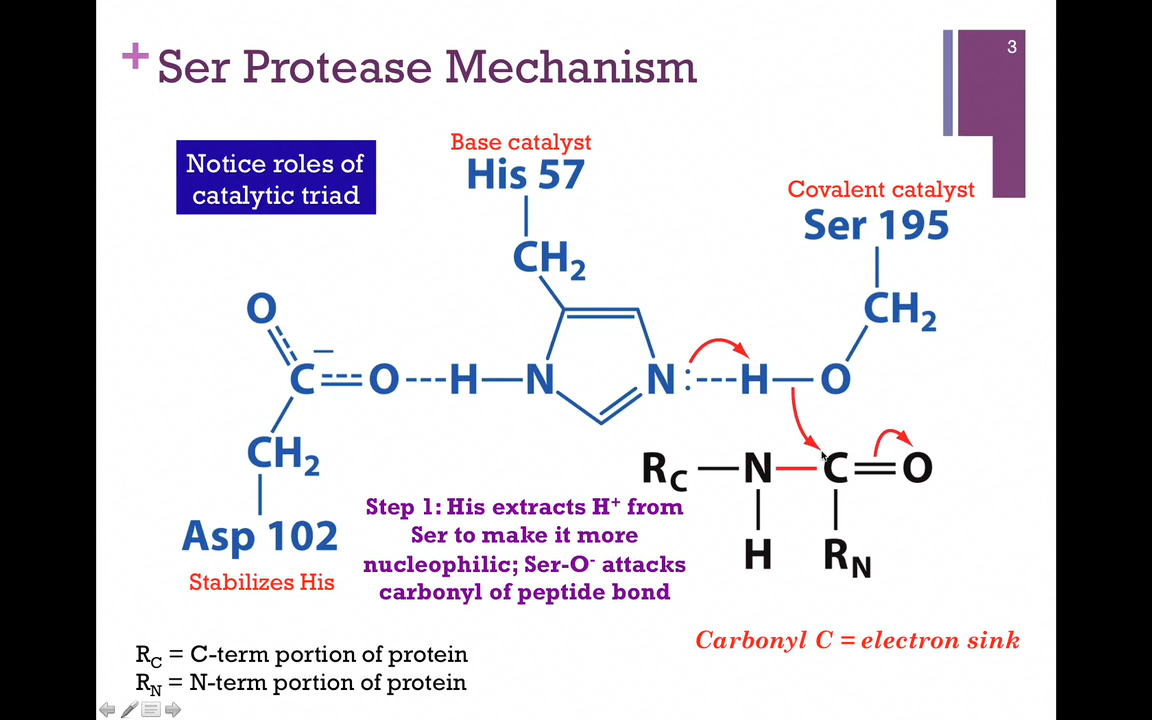 3
+ Ser Protease Mechanism
Notice roles of
catalytic triad
Base catalyst
His 57
CH₂
Covalent catalyst
Ser 195
CH₂
O
−
C O H N N : H O
CH₂
Asp 102
Stabilizes His
R_C N C O
H R_N
Step 1: His extracts H⁺ from
Ser to make it more
nucleophilic; Ser-O⁻ attacks
carbonyl of peptide bond
Carbonyl C = electron sink
R_C = C-term portion of protein
R_N = N-term portion of protein